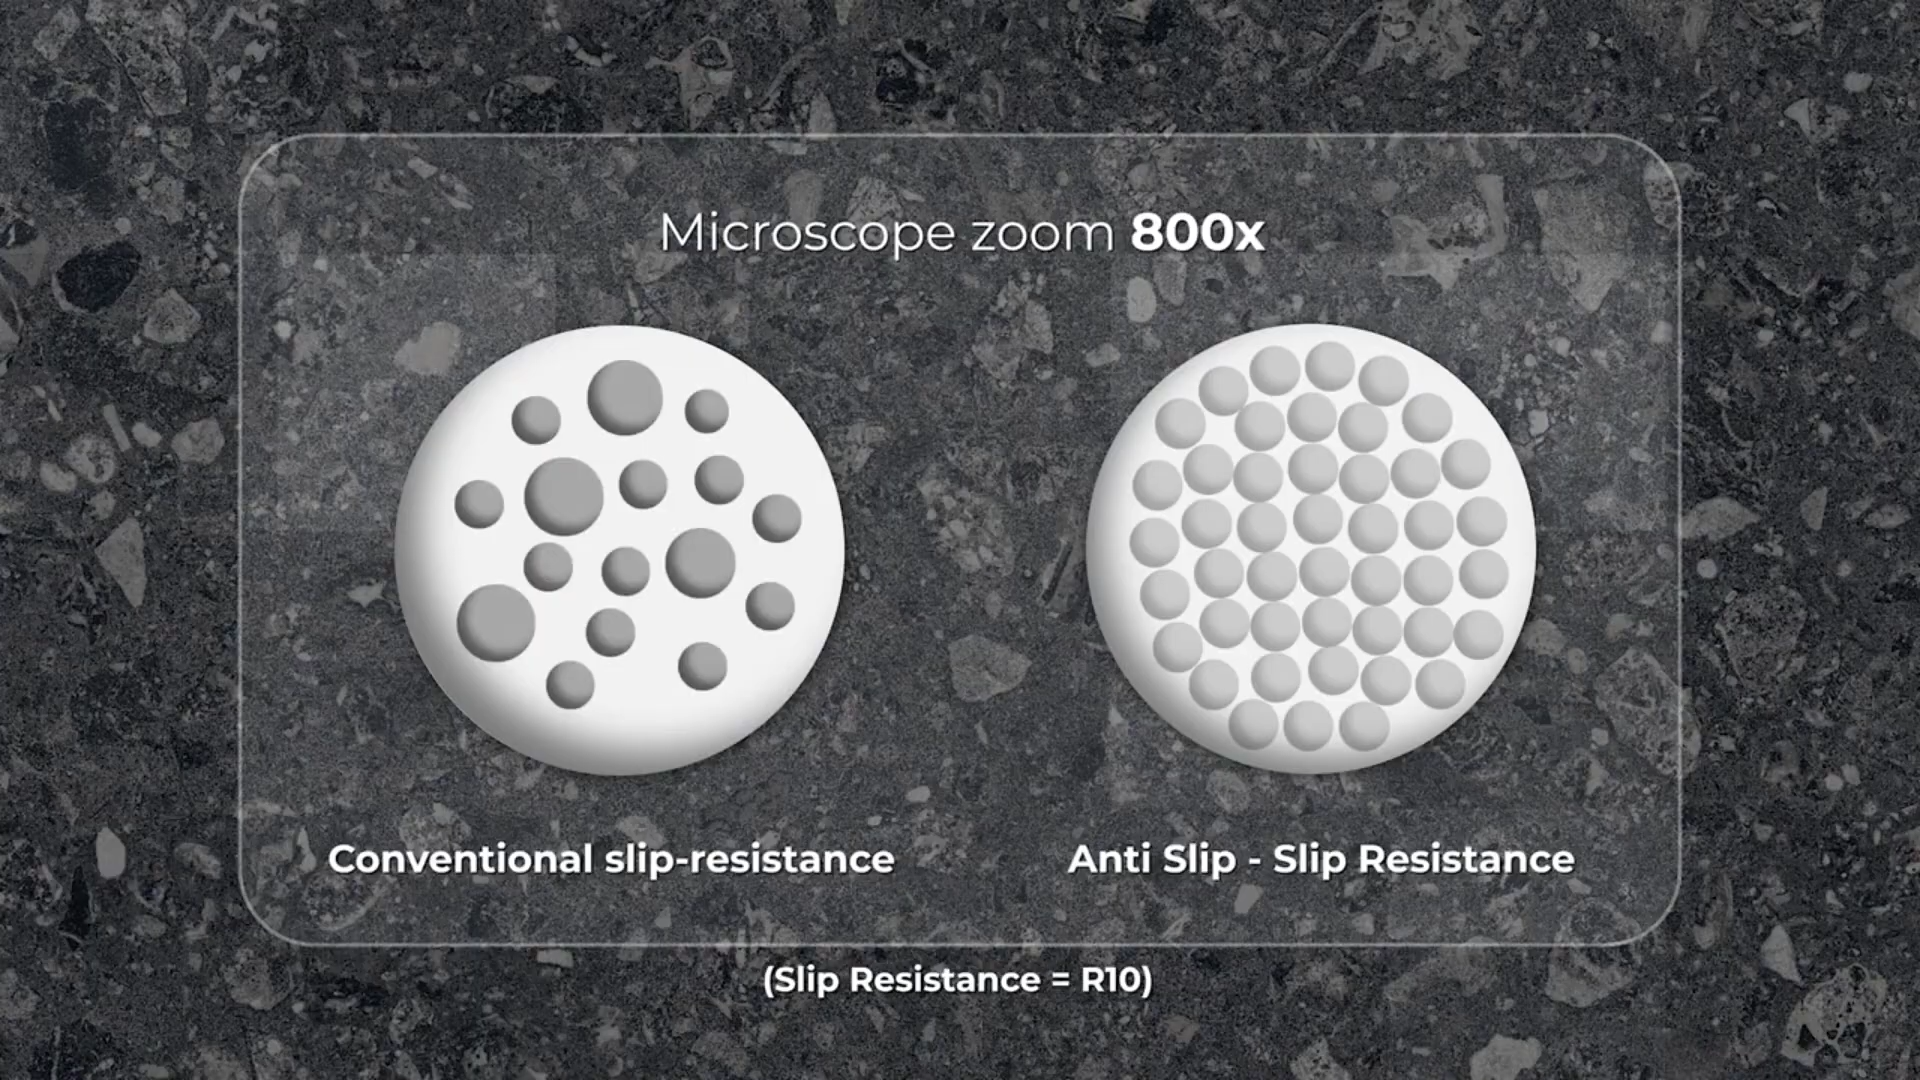 Microscope zoom 800x
Conventional slip-resistance
Anti Slip - Slip Resistance
(Slip Resistance = R10)